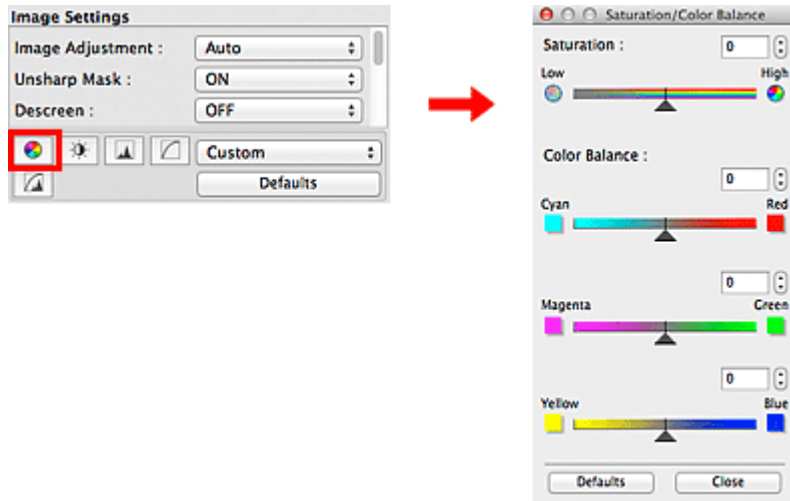 Image Settings
Image Adjustment : Auto
Unsharp Mask : ON
Descreen : OFF
Custom
Defaults
Saturation/Color Balance
Saturation : 0
Low High
Color Balance :
0
Cyan Red
0
Magenta Green
0
Yellow Blue
Defaults Close